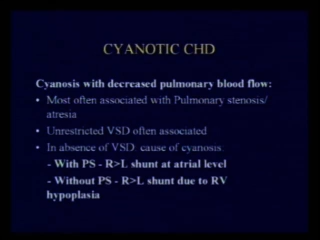 CYANOTIC CHD
Cyanosis with decreased pulmonary blood flow:
• Most often associated with Pulmonary stenosis/
atresia
• Unrestricted VSD often associated
• In absence of VSD: cause of cyanosis:
- With PS - R>L shunt at atrial level
- Without PS - R>L shunt due to RV
hypoplasia